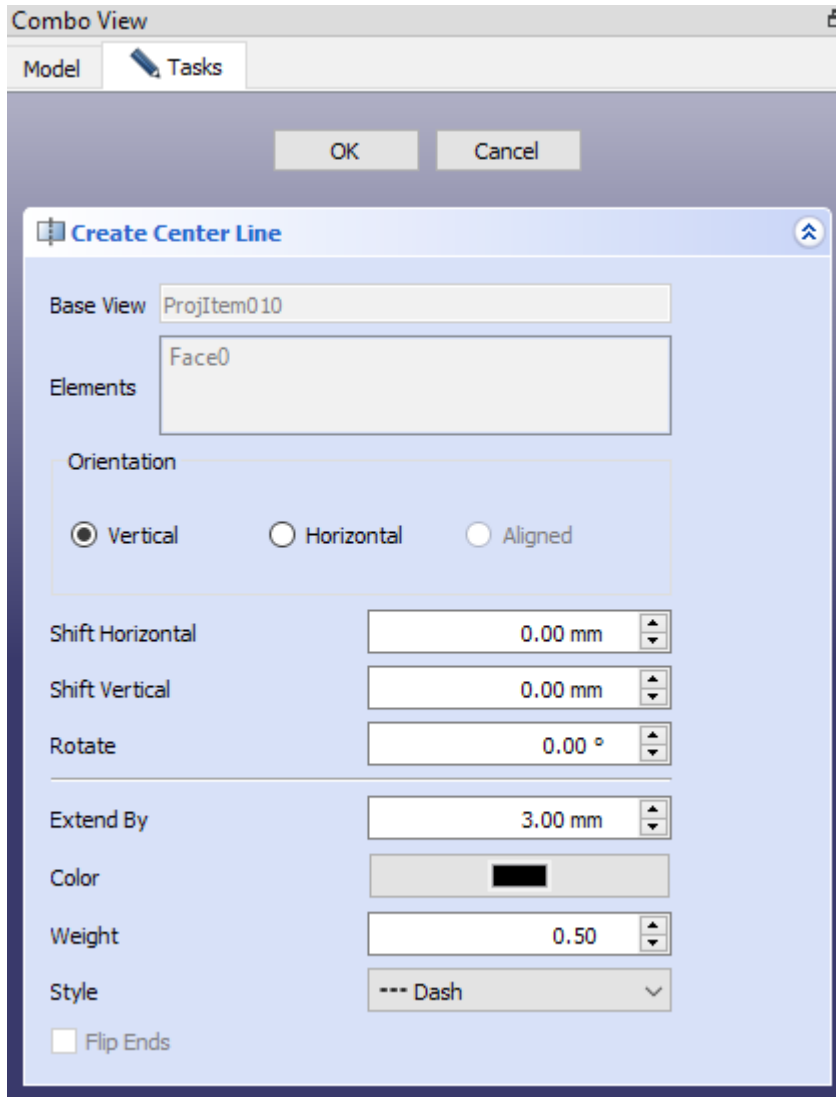 Combo View
Model Tasks
OK Cancel
Create Center Line
Base View ProjItem010
Face0
Elements
Orientation
Vertical Horizontal Aligned
Shift Horizontal 0.00 mm
Shift Vertical 0.00 mm
Rotate 0.00 °
Extend By 3.00 mm
Color
Weight 0.50
Style --- Dash
Flip Ends